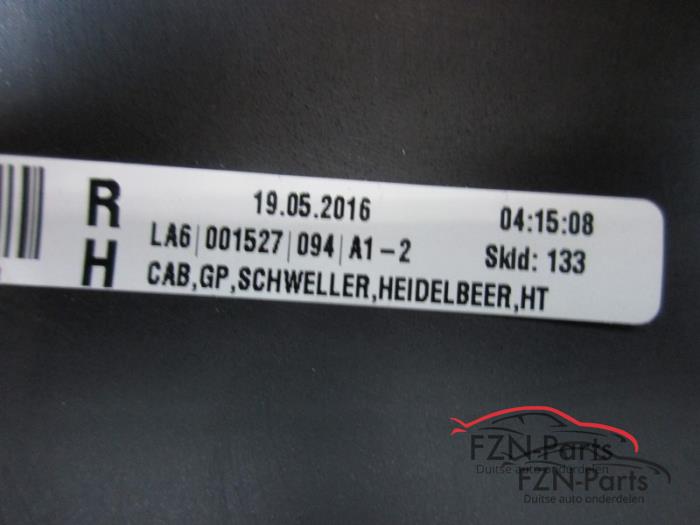 R
H
19.05.2016 04:15:08
LA6|001527|094|A1-2 SkId: 133
CAB,GP,SCHWELLER,HEIDELBEER,HT
FZN-Parts
Duitse auto onderdelen
FZN-Parts
Duitse auto onderdelen